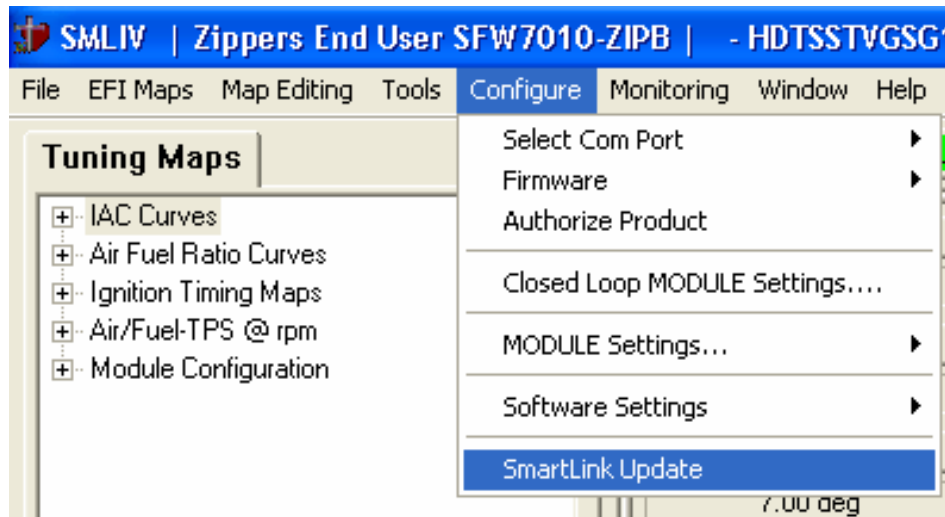 SMLIV | Zippers End User SFW7010-ZIPB | - HDTSSTVGSG
File EFI Maps Map Editing Tools Configure Monitoring Window Help
Tuning Maps
IAC Curves
Air Fuel Ratio Curves
Ignition Timing Maps
Air/Fuel-TPS @ rpm
Module Configuration
Select Com Port
Firmware
Authorize Product
Closed Loop MODULE Settings....
MODULE Settings...
Software Settings
SmartLink Update
7.00 deg